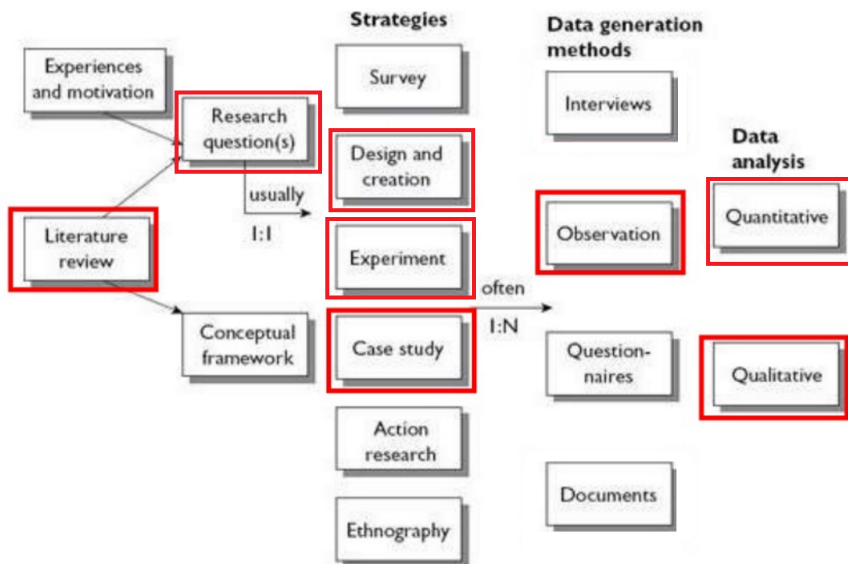 Experiences
and motivation
Literature
review
Research
question(s)
usually
1:1
Conceptual
framework
Strategies
Survey
Design and
creation
Experiment
Case study
Action
research
Ethnography
often
1:N
Data generation
methods
Interviews
Observation
Question-
naires
Documents
Data
analysis
Quantitative
Qualitative